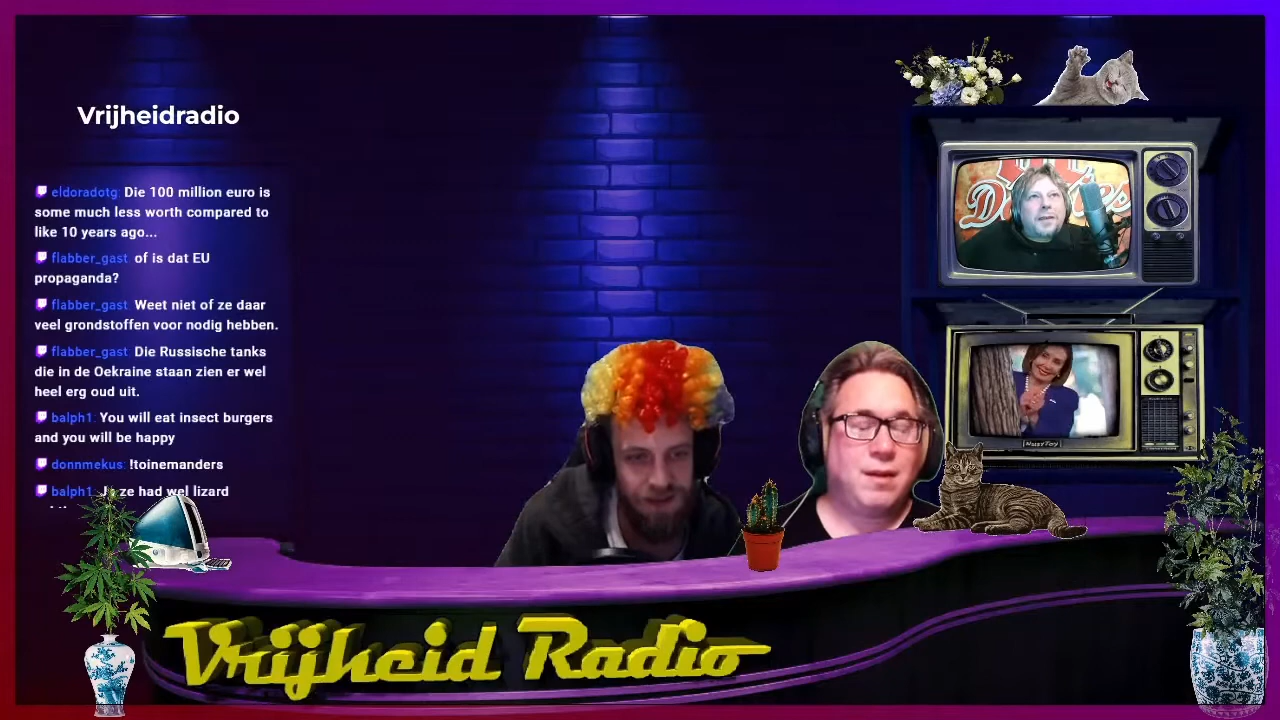 Vrijheidradio
eldoradotg: Die 100 million euro is
some much less worth compared to
like 10 years ago...
flabber_gast: of is dat EU
propaganda?
flabber_gast: Weet niet of ze daar
veel grondstoffen voor nodig hebben.
flabber_gast: Die Russische tanks
die in de Oekraine staan zien er wel
heel erg oud uit.
balph1: You will eat insect burgers
and you will be happy
donnmekus: !toinemanders
balph1: ze had wel lizard
Vrijheid Radio